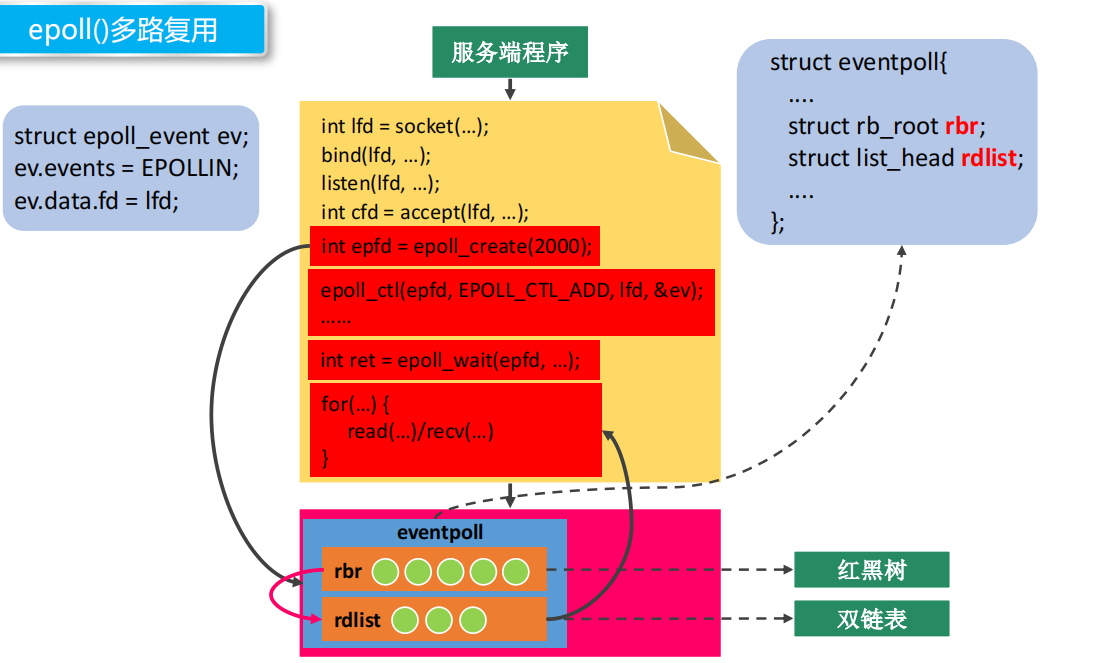 epoll()多路复用
服务端程序
struct epoll_event ev;
ev.events = EPOLLIN;
ev.data.fd = lfd;
int lfd = socket(…);
bind(lfd, …);
listen(lfd, …);
int cfd = accept(lfd, …);
int epfd = epoll_create(2000);
epoll_ctl(epfd, EPOLL_CTL_ADD, lfd, &ev);
……
int ret = epoll_wait(epfd, …);
for(…) {
read(…)/recv(…)
}
struct eventpoll{
....
struct rb_root rbr;
struct list_head rdlist;
....
};
eventpoll
rbr
rdlist
红黑树
双链表